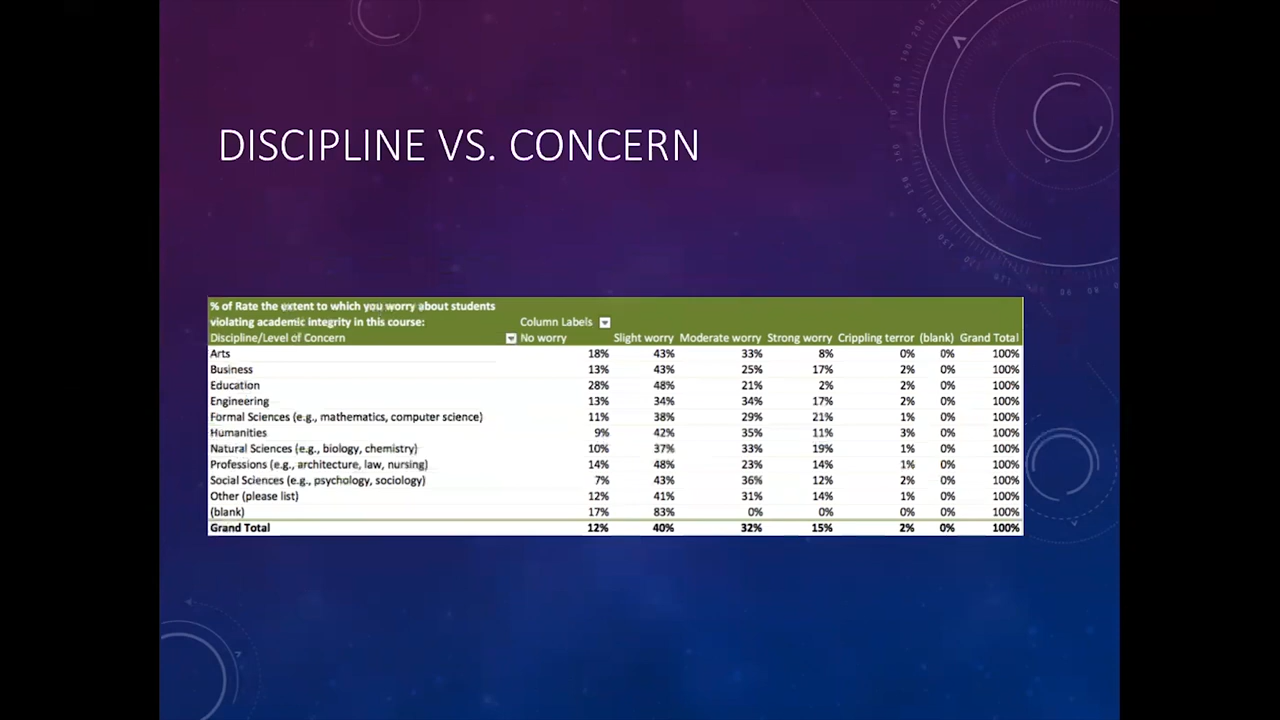 DISCIPLINE VS. CONCERN
% of Rate the extent to which you worry about students
violating academic integrity in this course: Column Labels
Discipline/Level of Concern No worry Slight worry Moderate worry Strong worry Crippling terror (blank) Grand Total
Arts 18% 43% 33% 8% 0% 0% 100%
Business 13% 43% 25% 17% 2% 0% 100%
Education 28% 48% 21% 2% 2% 0% 100%
Engineering 13% 34% 34% 17% 2% 0% 100%
Formal Sciences (e.g., mathematics, computer science) 11% 38% 29% 21% 1% 0% 100%
Humanities 9% 42% 35% 11% 3% 0% 100%
Natural Sciences (e.g., biology, chemistry) 10% 37% 33% 19% 1% 0% 100%
Professions (e.g., architecture, law, nursing) 14% 48% 23% 14% 1% 0% 100%
Social Sciences (e.g., psychology, sociology) 7% 43% 36% 12% 2% 0% 100%
Other (please list) 12% 41% 31% 14% 1% 0% 100%
(blank) 17% 83% 0% 0% 0% 0% 100%
Grand Total 12% 40% 32% 15% 2% 0% 100%